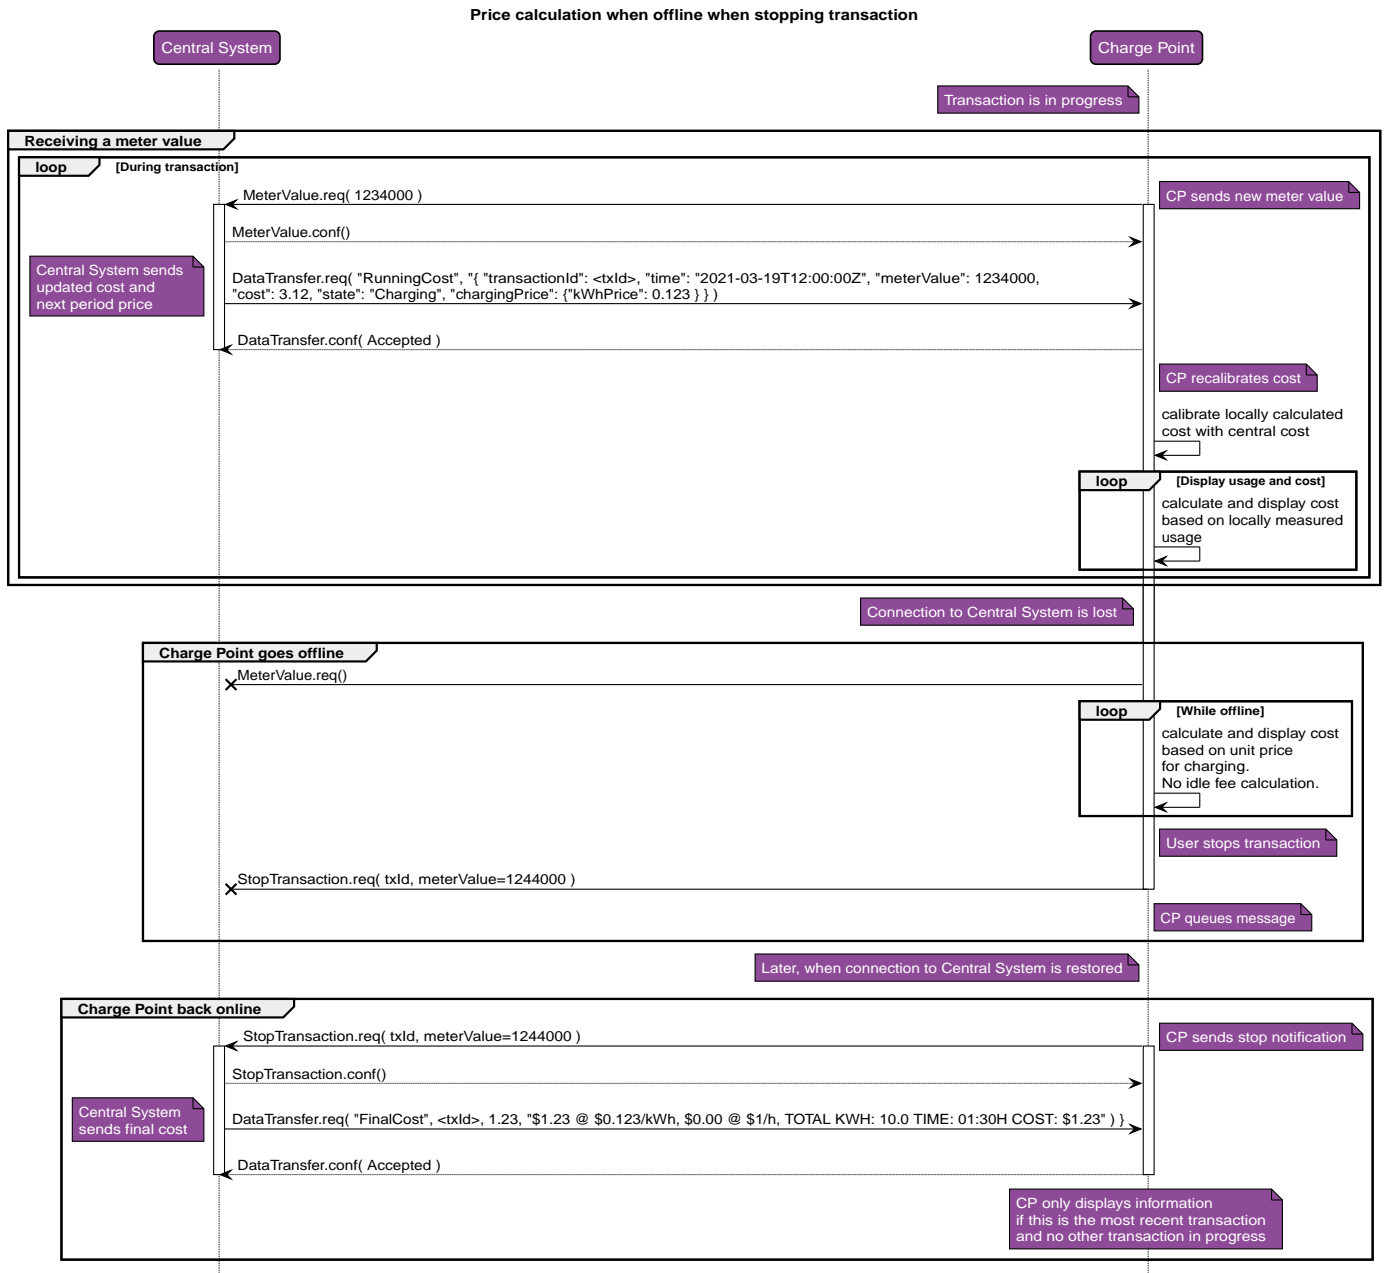 Price calculation when offline when stopping transaction
Central System
Charge Point
Transaction is in progress
Receiving a meter value
loop
[During transaction]
MeterValue.req( 1234000 )
CP sends new meter value
MeterValue.conf()
Central System sends
updated cost and
next period price
DataTransfer.req( "RunningCost", "{ "transactionId": <txId>, "time": "2021-03-19T12:00:00Z", "meterValue": 1234000,
"cost": 3.12, "state": "Charging", "chargingPrice": {"kWhPrice": 0.123 } } )
DataTransfer.conf( Accepted )
CP recalibrates cost
calibrate locally calculated
cost with central cost
loop
[Display usage and cost]
calculate and display cost
based on locally measured
usage
Connection to Central System is lost
Charge Point goes offline
MeterValue.req()
loop
[While offline]
calculate and display cost
based on unit price
for charging.
No idle fee calculation.
User stops transaction
StopTransaction.req( txId, meterValue=1244000 )
CP queues message
Later, when connection to Central System is restored
Charge Point back online
StopTransaction.req( txId, meterValue=1244000 )
CP sends stop notification
StopTransaction.conf()
Central System
sends final cost
DataTransfer.req( "FinalCost", <txId>, 1.23, "$1.23 @ $0.123/kWh, $0.00 @ $1/h, TOTAL KWH: 10.0 TIME: 01:30H COST: $1.23" ) }
DataTransfer.conf( Accepted )
CP only displays information
if this is the most recent transaction
and no other transaction in progress